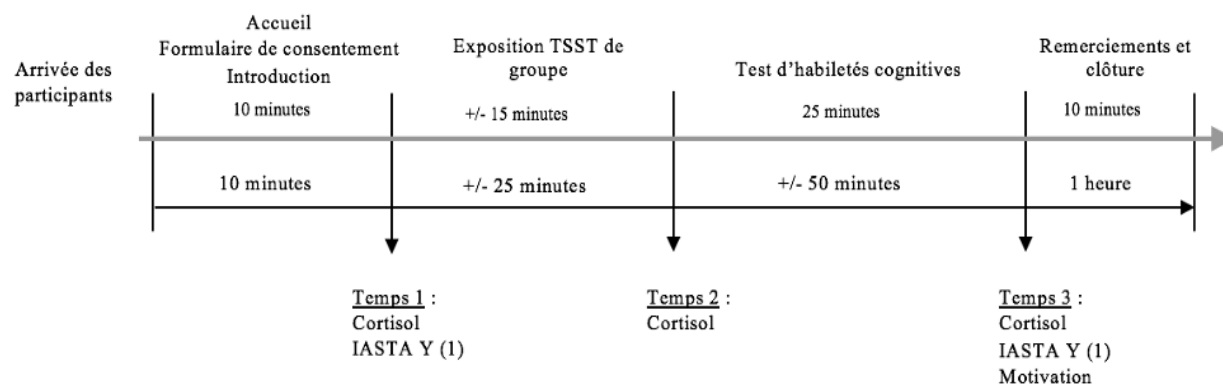 Arrivée des
participants
Accueil
Formulaire de consentement
Introduction
10 minutes
Exposition TSST de
groupe
+/- 15 minutes
Test d'habiletés cognitives
25 minutes
Remerciements et
clôture
10 minutes
10 minutes
+/- 25 minutes
+/- 50 minutes
1 heure
Temps 1 :
Cortisol
IASTA Y (1)
Temps 2 :
Cortisol
Temps 3 :
Cortisol
IASTA Y (1)
Motivation